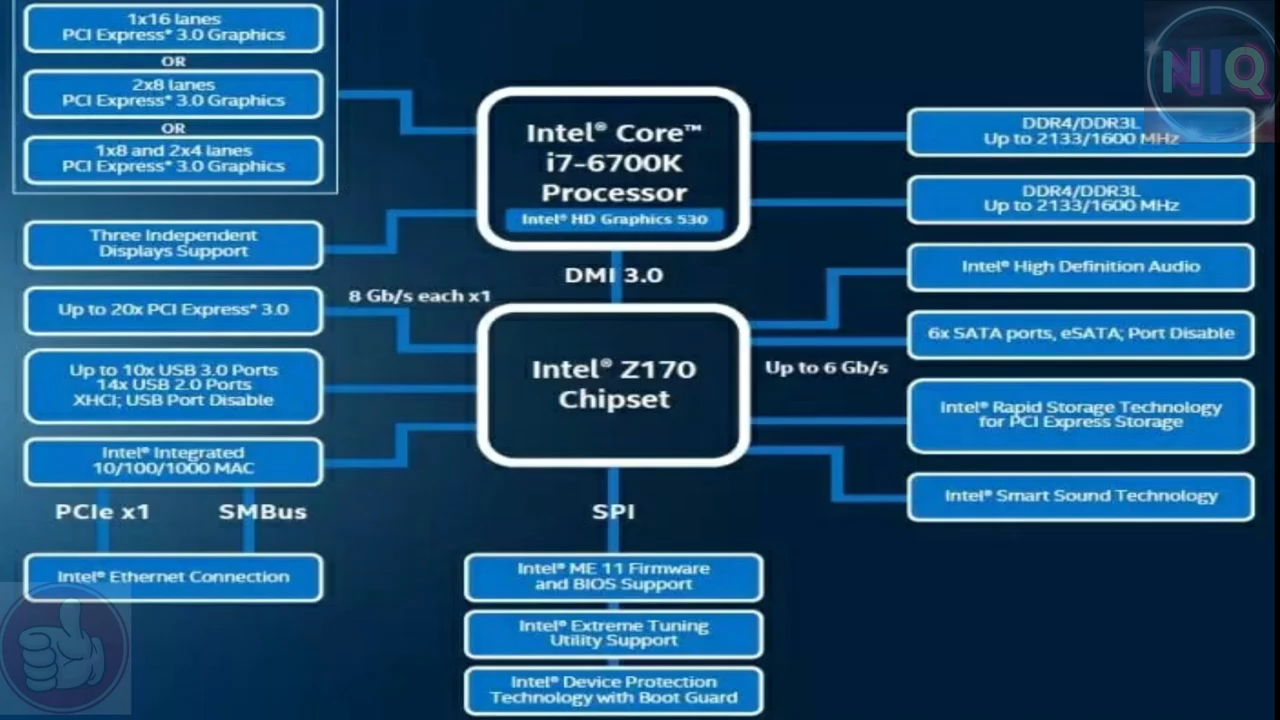 1x16 lanes
PCI Express* 3.0 Graphics
OR
2x8 lanes
PCI Express* 3.0 Graphics
OR
1x8 and 2x4 lanes
PCI Express* 3.0 Graphics
Three Independent
Displays Support
8 Gb/s each x1
Up to 20x PCI Express* 3.0
Up to 10x USB 3.0 Ports
14x USB 2.0 Ports
XHCI; USB Port Disable
Intel® Integrated
10/100/1000 MAC
PCIe x1
SMBus
Intel® Ethernet Connection
Intel® Core™
i7-6700K
Processor
Intel® HD Graphics 530
DMI 3.0
Intel® Z170
Chipset
SPI
Intel® ME 11 Firmware
and BIOS Support
Intel® Extreme Tuning
Utility Support
Intel® Device Protection
Technology with Boot Guard
NIQ
DDR4/DDR3L
Up to 2133/1600 MHz
DDR4/DDR3L
Up to 2133/1600 MHz
Intel® High Definition Audio
6x SATA ports, eSATA; Port Disable
Up to 6 Gb/s
Intel® Rapid Storage Technology
for PCI Express Storage
Intel® Smart Sound Technology